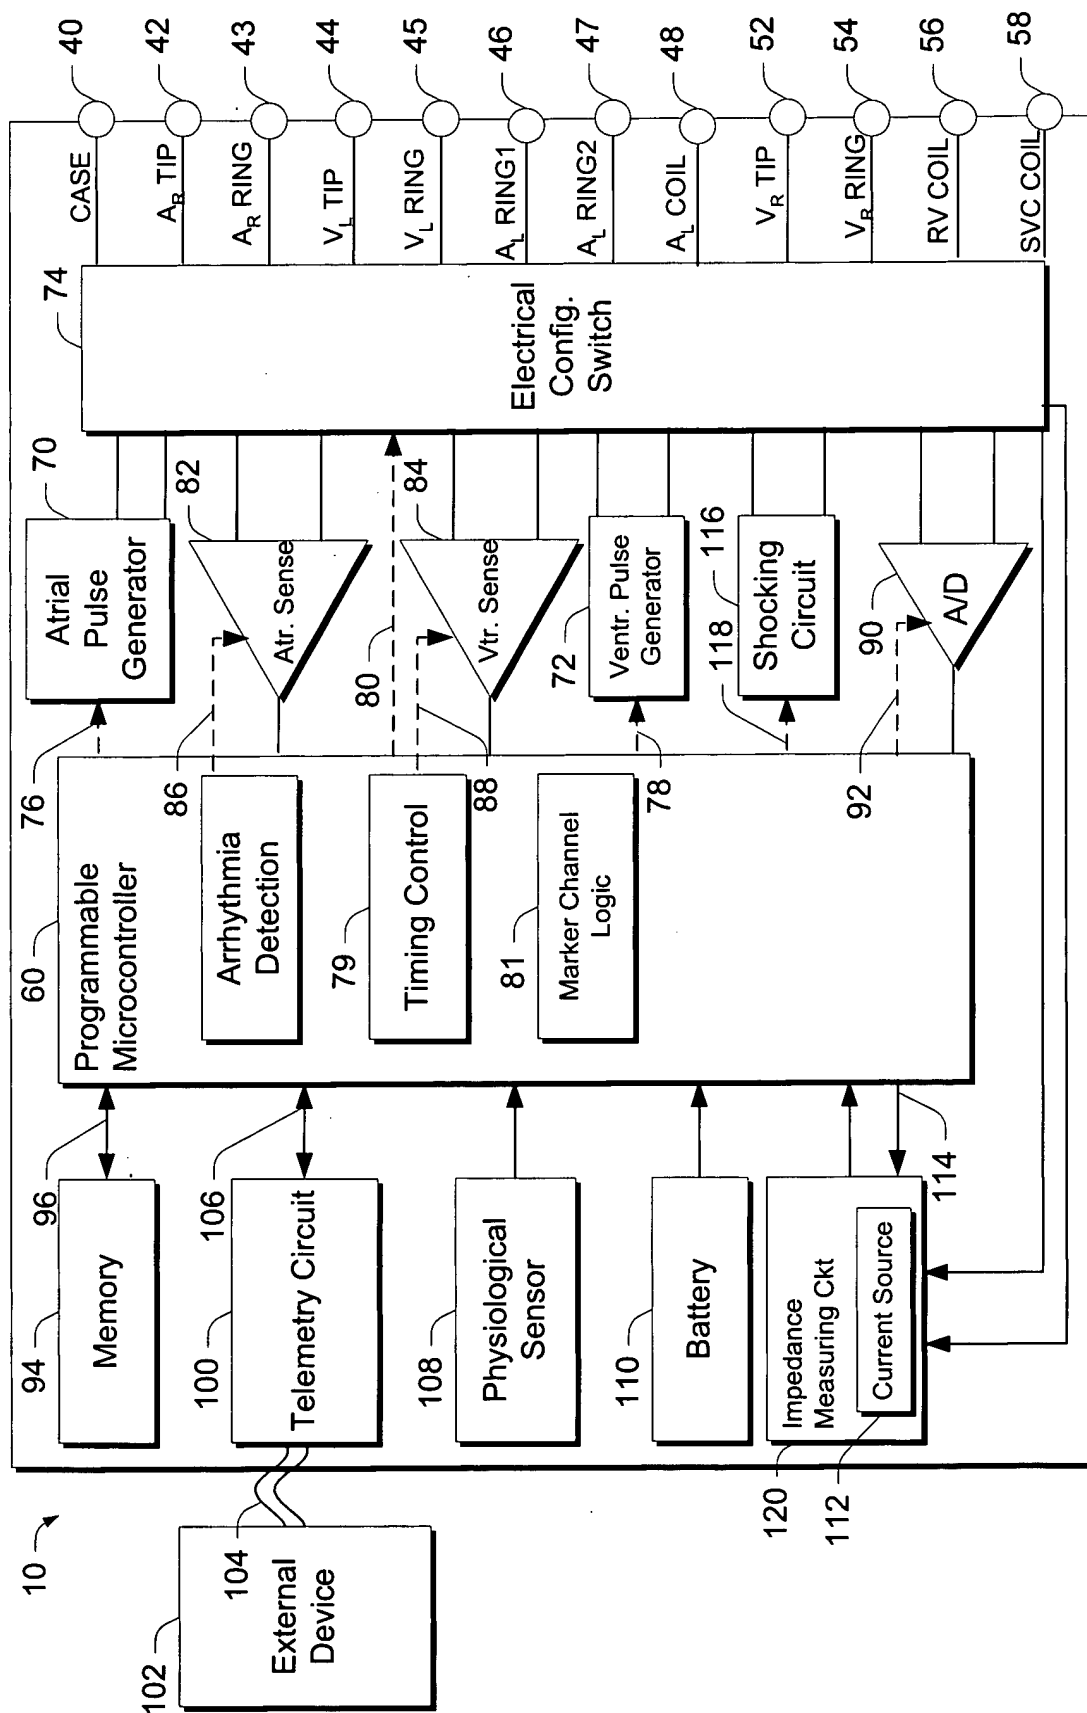 10
102
External
Device
104
94
Memory
96
100
Telemetry Circuit
106
108
Physiological
Sensor
110
Battery
120
Impedance
Measuring Ckt
Current Source
112
114
60
Programmable
Microcontroller
Arrhythmia
Detection
79
Timing Control
81
Marker Channel
Logic
76
86
80
88
78
118
92
70
Atrial
Pulse
Generator
82
Atr. Sense
84
Vtr. Sense
72
Ventr. Pulse
Generator
116
Shocking
Circuit
90
A/D
74
Electrical
Config.
Switch
CASE
40
A_R TIP
42
A_R RING
43
V_L TIP
44
V_L RING
45
A_L RING1
46
A_L RING2
47
A_L COIL
48
V_R TIP
52
V_R RING
54
RV COIL
56
SVC COIL
58